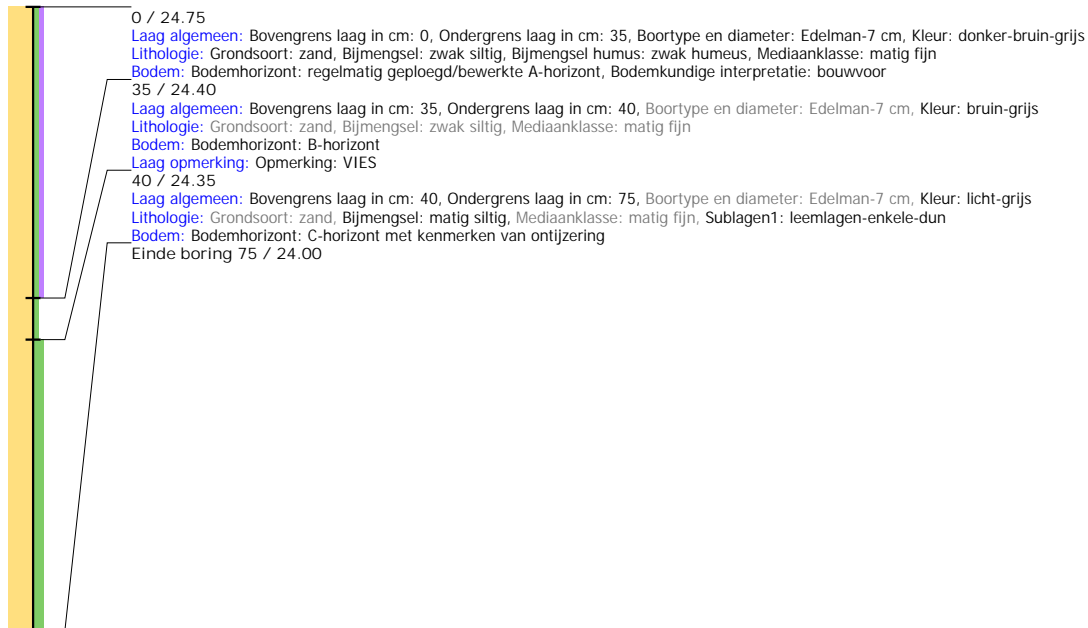 0 / 24.75
Laag algemeen: Bovengrens laag in cm: 0, Ondergrens laag in cm: 35, Boortype en diameter: Edelman-7 cm, Kleur: donker-bruin-grijs
Lithologie: Grondsoort: zand, Bijmengsel: zwak siltig, Bijmengsel humus: zwak humeus, Mediaanklasse: matig fijn
Bodem: Bodemhorizont: regelmatig geploegd/bewerkte A-horizont, Bodemkundige interpretatie: bouwvoor
35 / 24.40
Laag algemeen: Bovengrens laag in cm: 35, Ondergrens laag in cm: 40, Boortype en diameter: Edelman-7 cm, Kleur: bruin-grijs
Lithologie: Grondsoort: zand, Bijmengsel: zwak siltig, Mediaanklasse: matig fijn
Bodem: Bodemhorizont: B-horizont
Laag opmerking: Opmerking: VIES
40 / 24.35
Laag algemeen: Bovengrens laag in cm: 40, Ondergrens laag in cm: 75, Boortype en diameter: Edelman-7 cm, Kleur: licht-grijs
Lithologie: Grondsoort: zand, Bijmengsel: matig siltig, Mediaanklasse: matig fijn, Sublagen1: leemlagen-enkele-dun
Bodem: Bodemhorizont: C-horizont met kenmerken van ontijzering
Einde boring 75 / 24.00